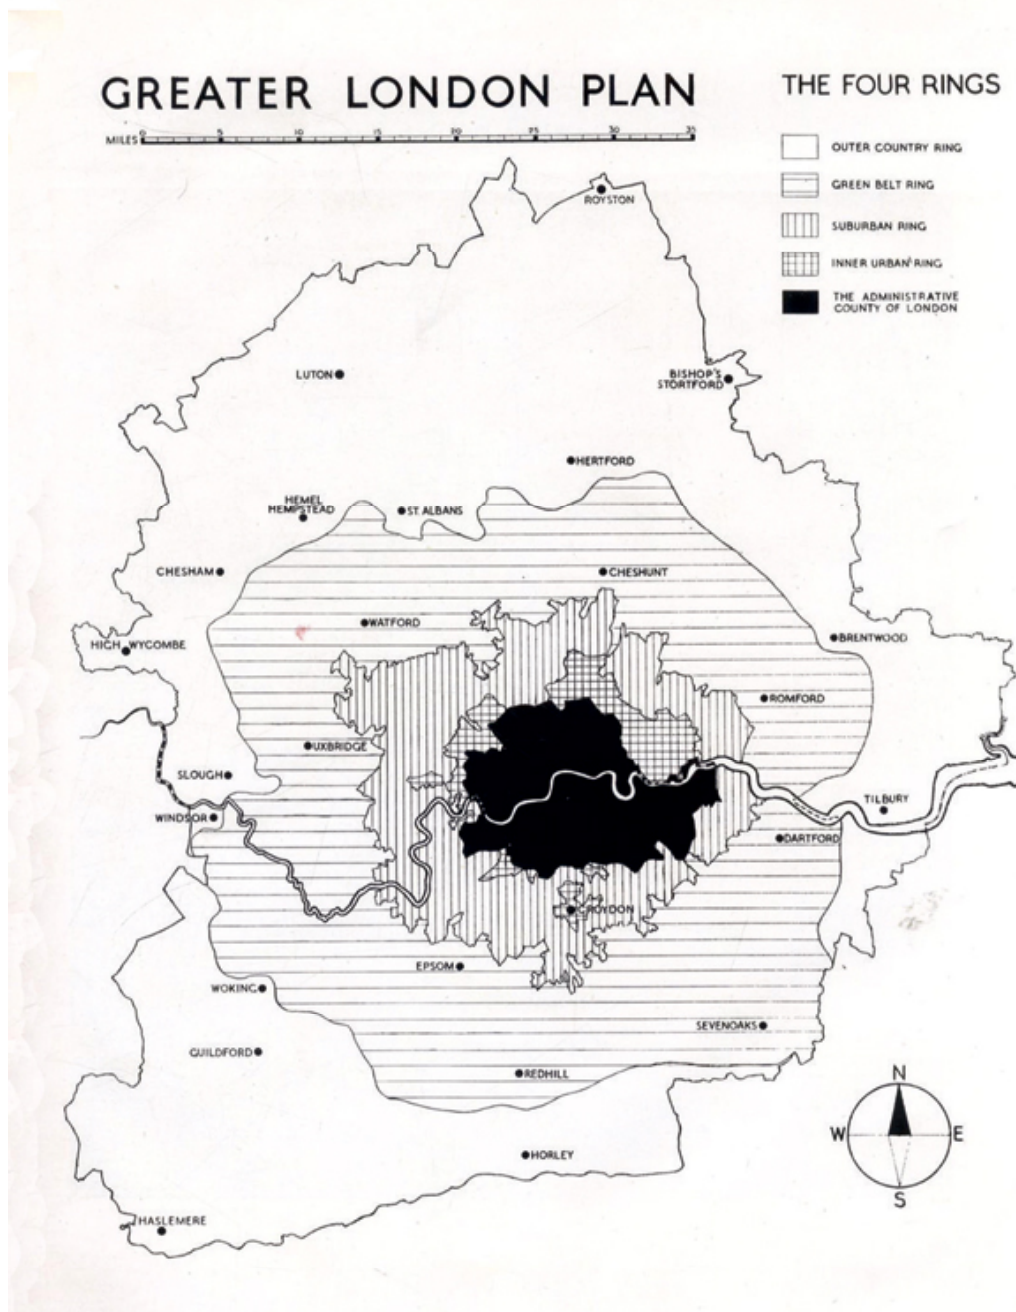 GREATER LONDON PLAN
MILES 0 5 10 15 20 25 30 35
THE FOUR RINGS
OUTER COUNTRY RING
GREEN BELT RING
SUBURBAN RING
INNER URBAN RING
THE ADMINISTRATIVE
COUNTY OF LONDON
ROYSTON
LUTON
BISHOP'S
STORTFORD
HERTFORD
HEMEL
HEMPSTEAD
ST. ALBANS
CHESHAM
CHESHUNT
WATFORD
BRENTWOOD
HIGH WYCOMBE
ROMFORD
UXBRIDGE
SLOUGH
TILBURY
WINDSOR
DARTFORD
CROYDON
EPSOM
WOKING
SEVENOAKS
GUILDFORD
REDHILL
HORLEY
HASLEMERE
N
W E
S